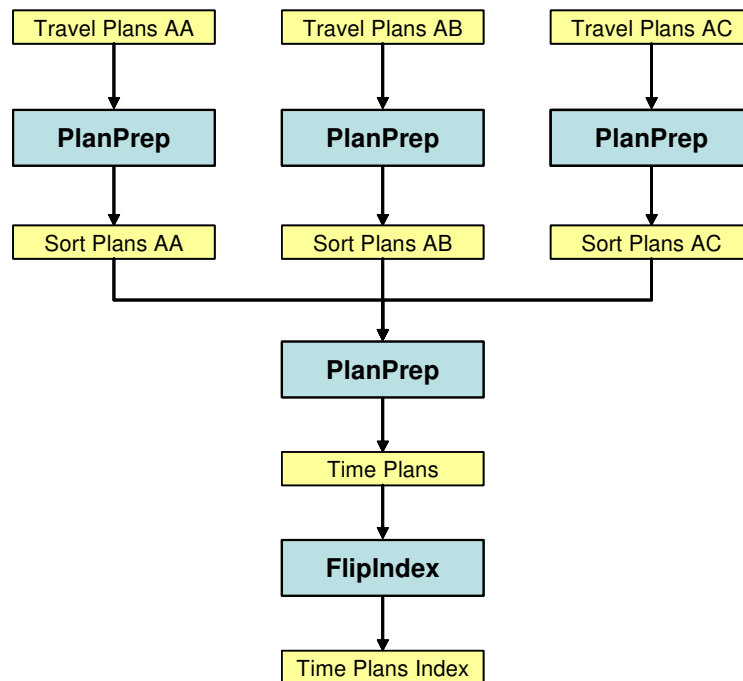 Travel Plans AA
Travel Plans AB
Travel Plans AC
PlanPrep
PlanPrep
PlanPrep
Sort Plans AA
Sort Plans AB
Sort Plans AC
PlanPrep
Time Plans
FlipIndex
Time Plans Index